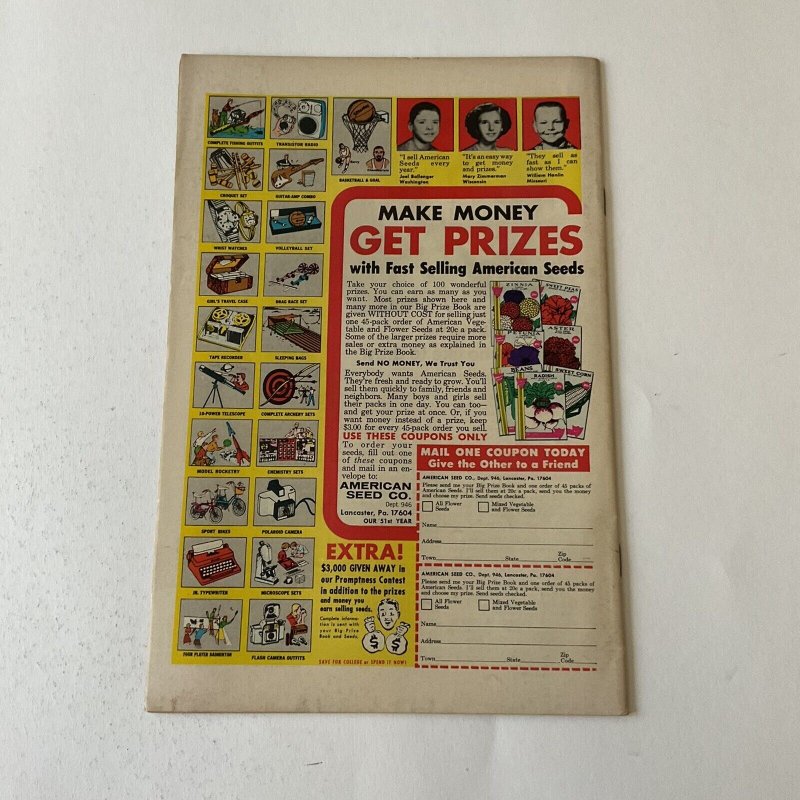 COMPLETE FISHING OUTFITS
TRANSISTOR RADIO
BASKETBALL & GOAL
"I sell American
Seeds every
year."
Joel Ballenger
Washington
"It's an easy way
to get money
and prizes."
Mary Zimmerman
Wisconsin
"They sell as
fast as I can
show them."
William Hanlin
Missouri
CROQUET SET
GUITAR-AMP COMBO
WRIST WATCHES
VOLLEYBALL SET
GIRL'S TRAVEL CASE
DRAG RACE SET
TAPE RECORDER
SLEEPING BAGS
10-POWER TELESCOPE
COMPLETE ARCHERY SETS
MODEL ROCKETRY
CHEMISTRY SETS
SPORT BIKES
POLAROID CAMERA
JR. TYPEWRITER
MICROSCOPE SETS
FOUR PLAYER BADMINTON
FLASH CAMERA OUTFITS
MAKE MONEY
GET PRIZES
with Fast Selling American Seeds
Take your choice of 100 wonderful
prizes. You can earn as many as you
want. Most prizes shown here and
many more in our Big Prize Book are
given WITHOUT COST for selling just
one 45-pack order of American Vege-
table and Flower Seeds at 20c a pack.
Some of the larger prizes require more
sales or extra money as explained in
the Big Prize Book.
Send NO MONEY, We Trust You
Everybody wants American Seeds.
They're fresh and ready to grow. You'll
sell them quickly to family, friends and
neighbors. Many boys and girls sell
their packs in one day. You can too—
and get your prize at once. Or, if you
want money instead of a prize, keep
$3.00 for every 45-pack order you sell.
USE THESE COUPONS ONLY
To order your
seeds, fill out one
of these coupons
and mail in an en-
velope to:
AMERICAN
SEED CO.
Dept. 946
Lancaster, Pa. 17604
OUR 51st YEAR
ZINNIA
SWEET PEAS
PETUNIA
ASTER
BEANS
RADISH
SWEET CORN
MAIL ONE COUPON TODAY
Give the Other to a Friend
AMERICAN SEED CO., Dept. 946, Lancaster, Pa. 17604
Please send me your Big Prize Book and one order of 45 packs of
American Seeds. I'll sell them at 20c a pack, send you the money
and choose my prize. Send seeds checked.
All Flower
Seeds
Mixed Vegetable
and Flower Seeds
Name
Address
Town State Zip
Code
AMERICAN SEED CO., Dept. 946, Lancaster, Pa. 17604
Please send me your Big Prize Book and one order of 45 packs of
American Seeds. I'll sell them at 20c a pack, send you the money
and choose my prize. Send seeds checked.
All Flower
Seeds
Mixed Vegetable
and Flower Seeds
Name
Address
Town State Zip
Code
EXTRA!
$3,000 GIVEN AWAY in
our Promptness Contest
in addition to the prizes
and money you
earn selling seeds.
Complete informa-
tion is sent with
your Big Prize
Book and Seeds.
$ $
SAVE FOR COLLEGE or SPEND IT NOW!